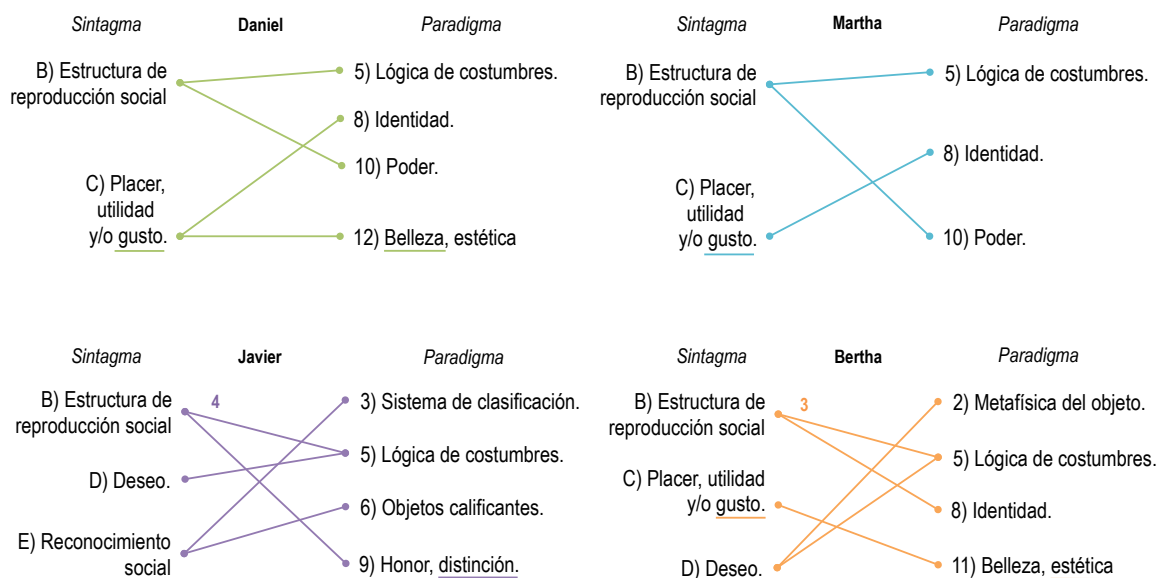 Sintagma Daniel Paradigma
B) Estructura de
reproducción social
5) Lógica de costumbres.
8) Identidad.
10) Poder.
C) Placer,
utilidad
y/o gusto.
12) Belleza, estética
Sintagma Martha Paradigma
B) Estructura de
reproducción social
5) Lógica de costumbres.
8) Identidad.
C) Placer,
utilidad
y/o gusto.
10) Poder.
Sintagma Javier Paradigma
B) Estructura de
reproducción social
4
3) Sistema de clasificación.
5) Lógica de costumbres.
D) Deseo.
6) Objetos calificantes.
E) Reconocimiento
social
9) Honor, distinción.
Sintagma Bertha Paradigma
B) Estructura de
reproducción social
3
2) Metafísica del objeto.
5) Lógica de costumbres.
C) Placer, utilidad
y/o gusto.
8) Identidad.
D) Deseo.
11) Belleza, estética